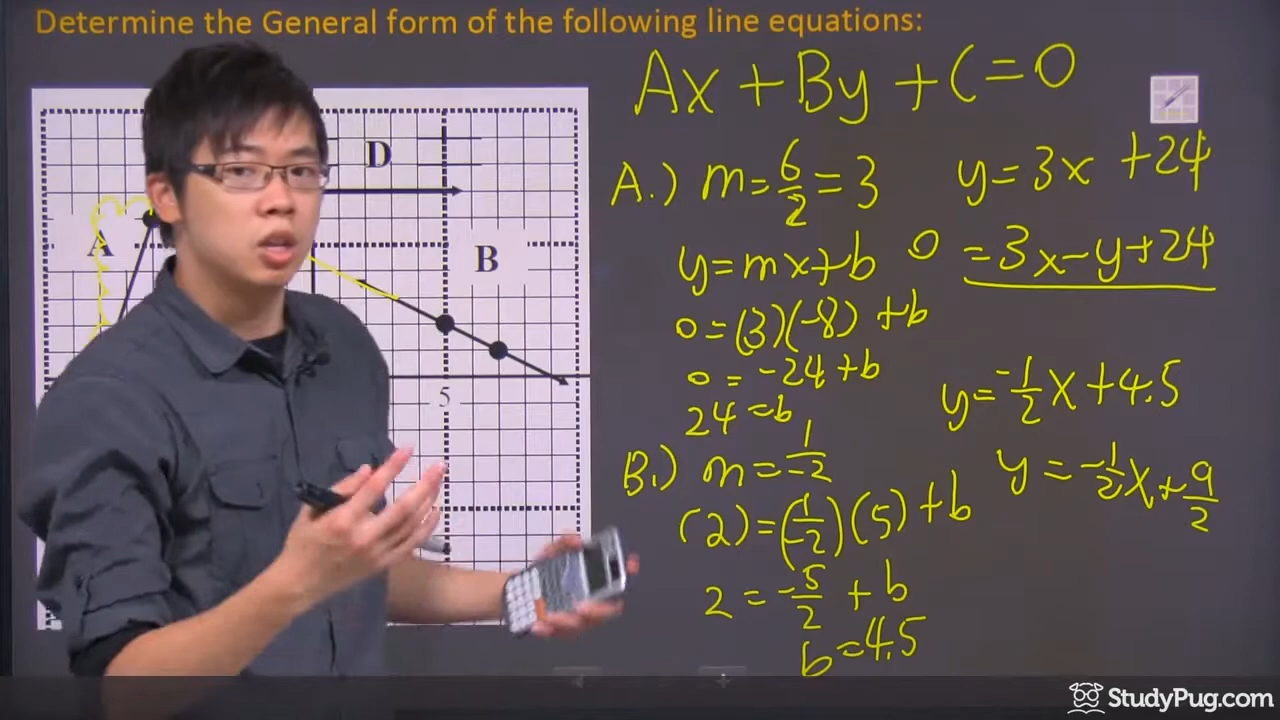 Determine the General form of the following line equations:
Ax + By + C = 0
D
A
B
5
A.) m = 6/2 = 3
y = mx + b
0 = (3)(-8) + b
0 = -24 + b
24 = b
y = 3x + 24
0 = 3x - y + 24
B.) m = 1/-2
(2) = (1/-2)(5) + b
2 = -5/2 + b
b = 4.5
y = -1/2 x + 4.5
y = -1/2 x + 9/2
StudyPug.com